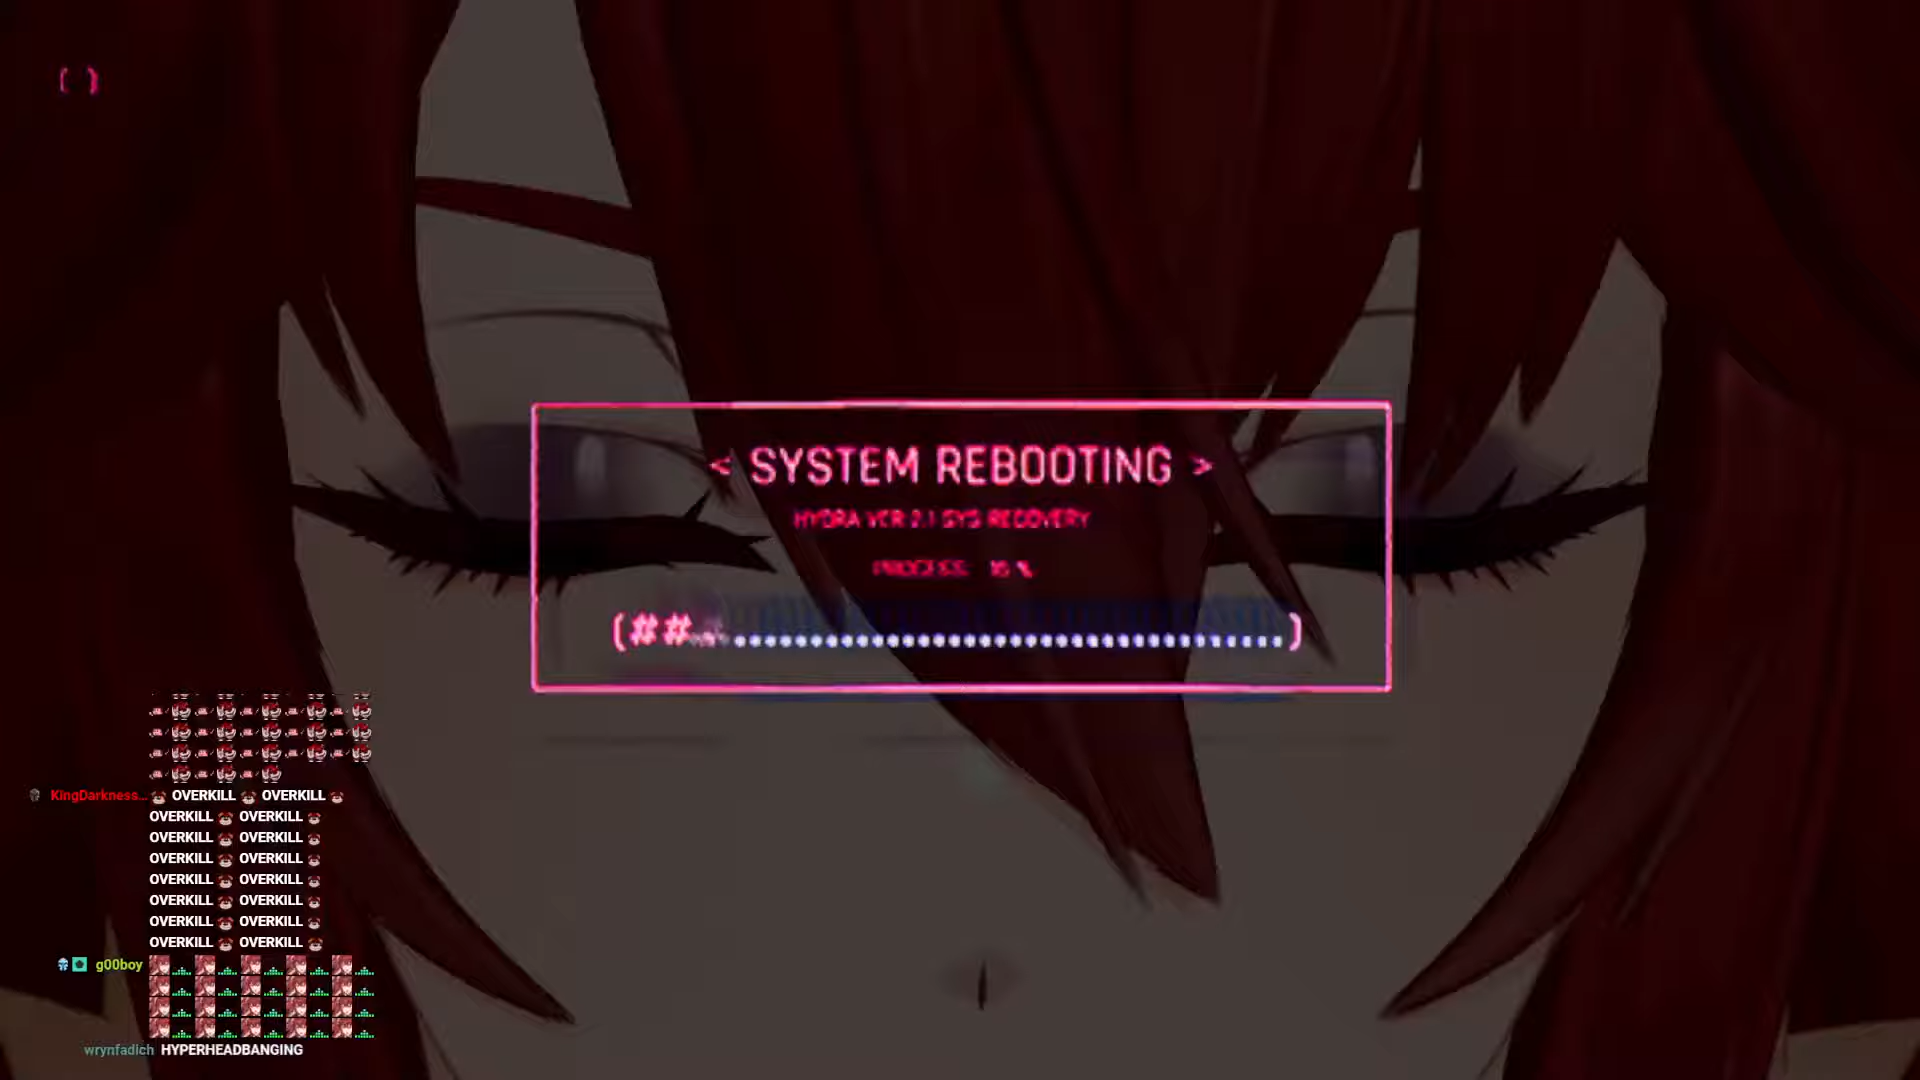 ( )
< SYSTEM REBOOTING >
HYDRA VER 2.1 SYS RECOVERY
(##......................................)
KingDarkness... OVERKILL OVERKILL
OVERKILL OVERKILL
OVERKILL OVERKILL
OVERKILL OVERKILL
OVERKILL OVERKILL
OVERKILL OVERKILL
OVERKILL OVERKILL
OVERKILL OVERKILL
g00boy
wrynfadich HYPERHEADBANGING